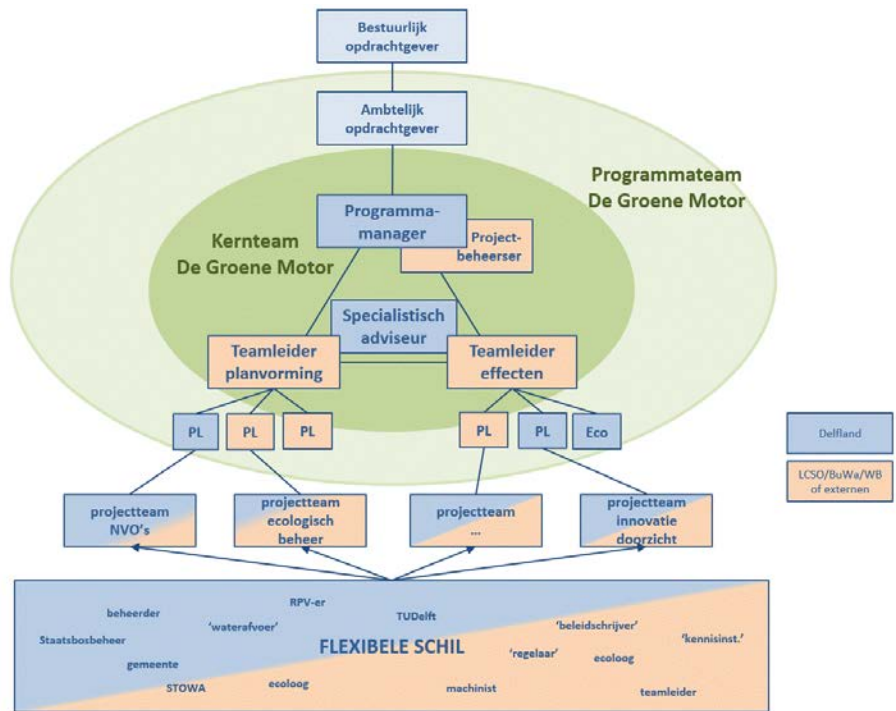 Bestuurlijk
opdrachtgever
Ambtelijk
opdrachtgever
Programmateam
De Groene Motor
Programma-
manager
Project-
beheerser
Kernteam
De Groene Motor
Specialistisch
adviseur
Teamleider
planvorming
Teamleider
effecten
PL
PL
PL
PL
PL
Eco
Delfland
LCSO/BuWa/WB
of externen
projectteam
NVO's
projectteam
ecologisch
beheer
projectteam
...
projectteam
innovatie
doorzicht
RPV-er
beheerder
TUDelft
'waterafvoer'
'beleidschrijver'
Staatsbosbeheer
FLEXIBELE SCHIL
'kennisinst.'
'regelaar'
ecoloog
gemeente
STOWA
ecoloog
machinist
teamleider